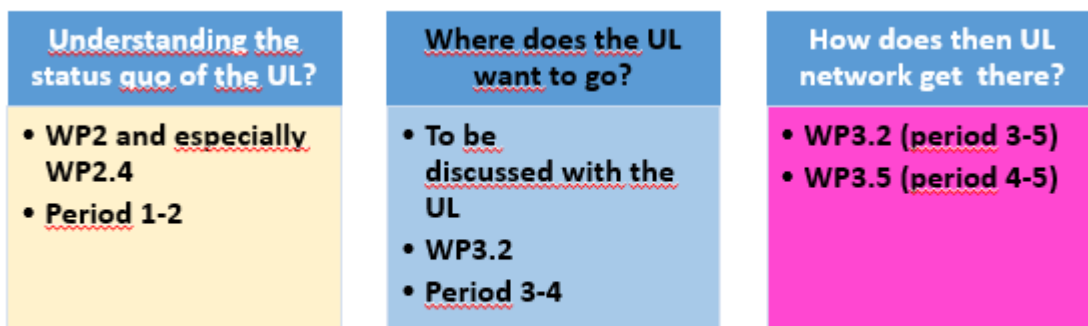 Understanding the
status quo of the UL?
• WP2 and especially
WP2.4
• Period 1-2
Where does the UL
want to go?
• To be
discussed with the
UL
• WP3.2
• Period 3-4
How does then UL
network get  there?
• WP3.2 (period 3-5)
• WP3.5 (period 4-5)